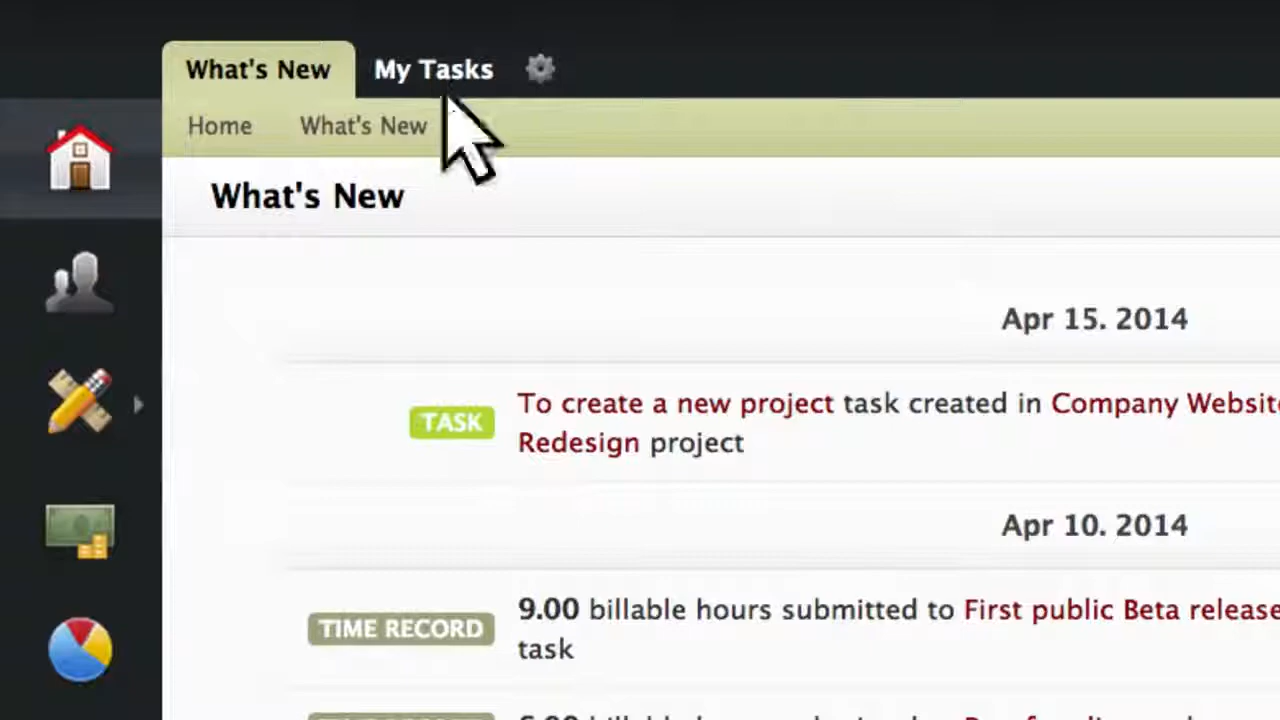 What's New My Tasks
Home What's New
What's New
Apr 15. 2014
TASK To create a new project task created in Company Website
Redesign project
Apr 10. 2014
TIME RECORD 9.00 billable hours submitted to First public Beta release
task